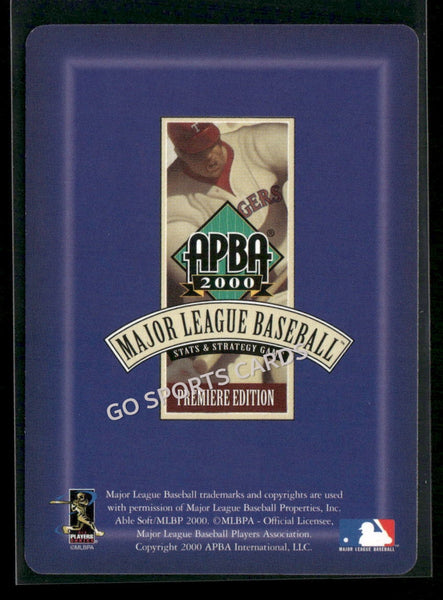 T
GERS
APBA®
2000
MAJOR LEAGUE BASEBALL™
STATS & STRATEGY GAME
GO SPORTS CARDS
PREMIERE EDITION
Major League Baseball trademarks and copyrights are used
with permission of Major League Baseball Properties, Inc.
Able Soft/MLBP 2000. ©MLBPA - Official Licensee,
Major League Baseball Players Association.
Copyright 2000 APBA International, LLC.
PLAYERS
CHOICE
©MLBPA
MAJOR LEAGUE BASEBALL